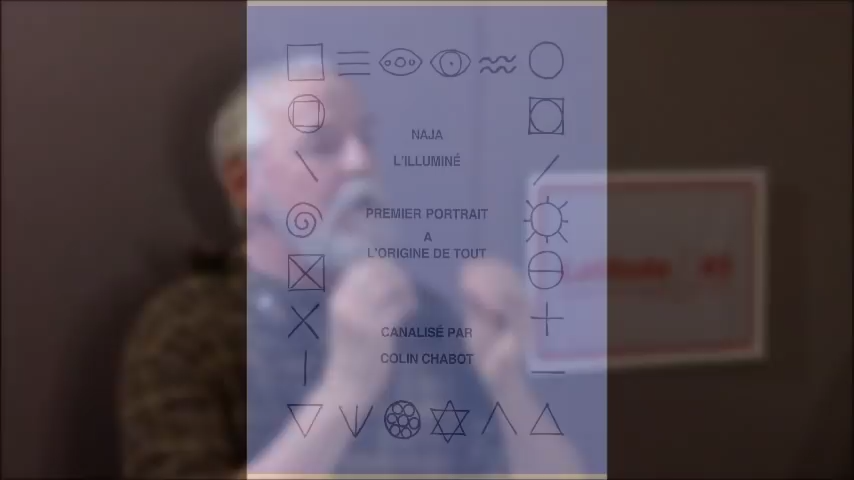 NAJA
L'ILLUMINÉ
PREMIER PORTRAIT
A
L'ORIGINE DE TOUT
CANALISÉ PAR
COLIN CHABOT